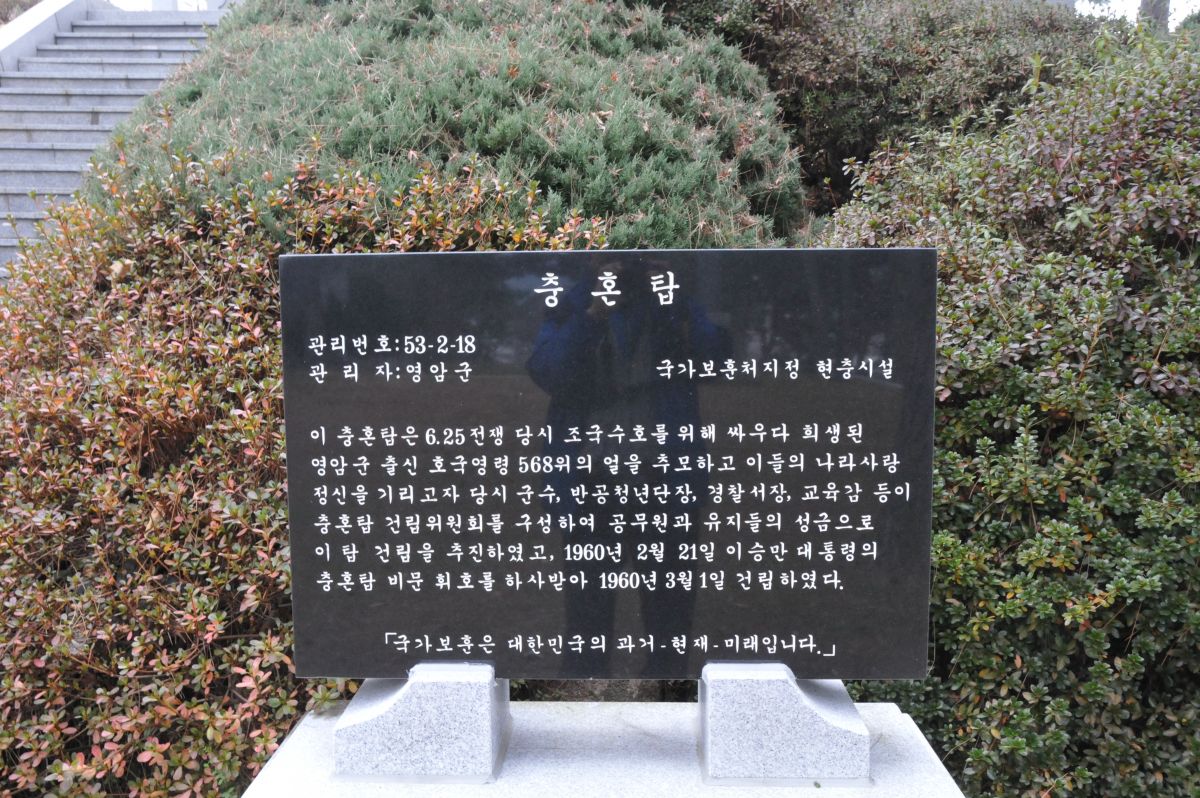 충혼탑
관리번호:53-2-18
관 리 자:영암군
국가보훈처지정 현충시설
이 충혼탑은 6.25전쟁 당시 조국수호를 위해 싸우다 희생된
영암군 출신 호국영령 568위의 얼을 추모하고 이들의 나라사랑
정신을 기리고자 당시 군수, 반공청년단장, 경찰서장, 교육감 등이
충혼탑 건립위원회를 구성하여 공무원과 유지들의 성금으로
이 탑 건립을 추진하였고, 1960년 2월 21일 이승만 대통령의
충혼탑 비문 휘호를 하사받아 1960년 3월 1일 건립하였다.
「국가보훈은 대한민국의 과거-현재-미래입니다.」